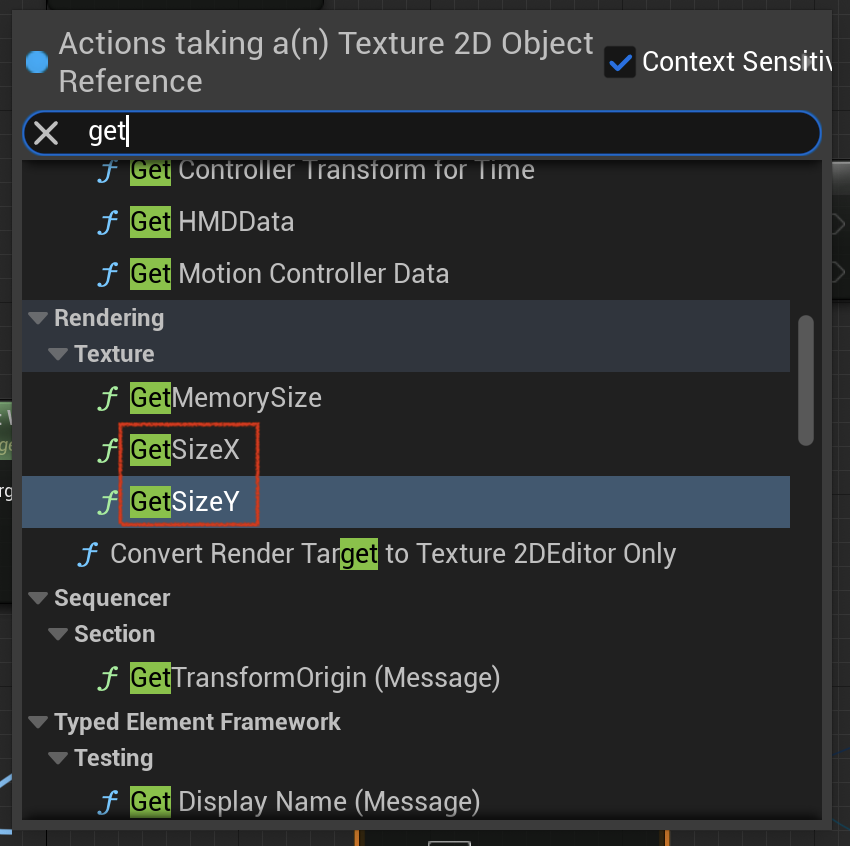 Actions taking a(n) Texture 2D Object
Reference
Context Sensitiv
get
Get Controller Transform for Time
Get HMDData
Get Motion Controller Data
Rendering
Texture
GetMemorySize
GetSizeX
GetSizeY
Convert Render Target to Texture 2DEditor Only
Sequencer
Section
GetTransformOrigin (Message)
Typed Element Framework
Testing
Get Display Name (Message)